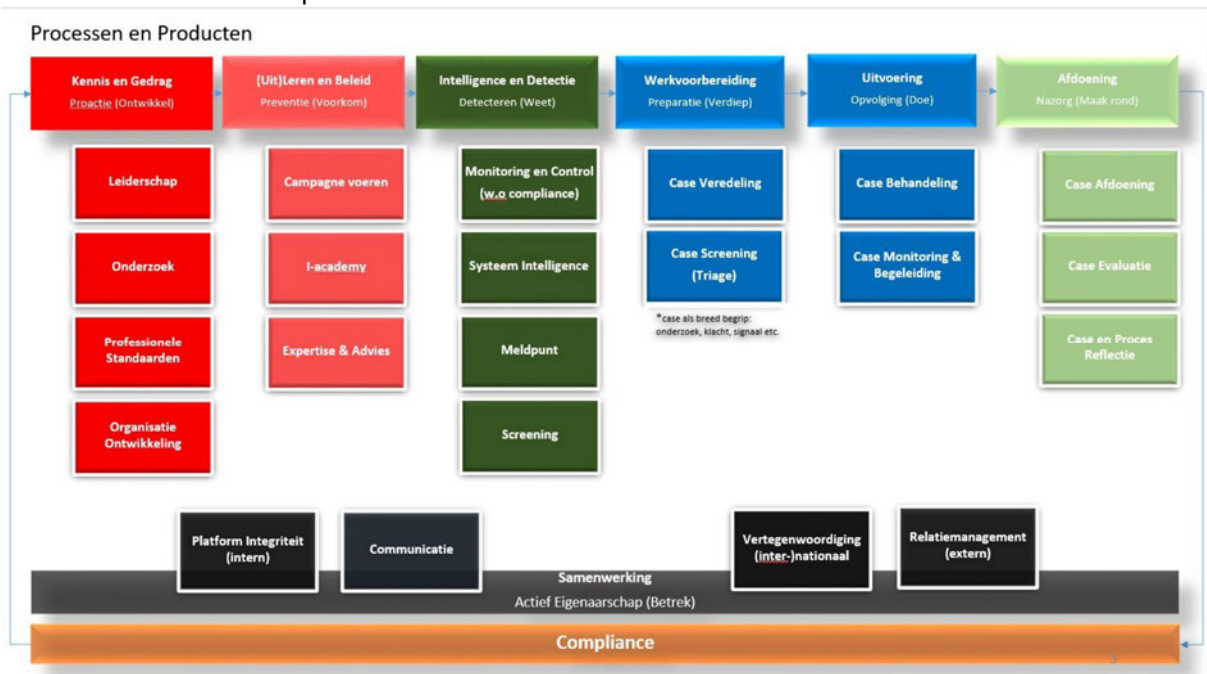 Processen en Producten
Kennis en Gedrag
Proactie (Ontwikkel)
(Uit)Leren en Beleid
Preventie (Voorkom)
Intelligence en Detectie
Detecteren (Weet)
Werkvoorbereiding
Preparatie (Verdiep)
Uitvoering
Opvolging (Doe)
Afdoening
Nazorg (Maak rond)
Leiderschap
Onderzoek
Professionele
Standaarden
Organisatie
Ontwikkeling
Campagne voeren
I-academy
Expertise & Advies
Monitoring en Control
(w.o compliance)
Systeem Intelligence
Meldpunt
Screening
Case Veredeling
Case Screening
(Triage)
*case als breed begrip:
onderzoek, klacht, signaal etc.
Case Behandeling
Case Monitoring &
Begeleiding
Case Afdoening
Case Evaluatie
Case en Proces
Reflectie
Platform Integriteit
(intern)
Communicatie
Vertegenwoordiging
(inter-)nationaal
Relatiemanagement
(extern)
Samenwerking
Actief Eigenaarschap (Betrek)
Compliance
3